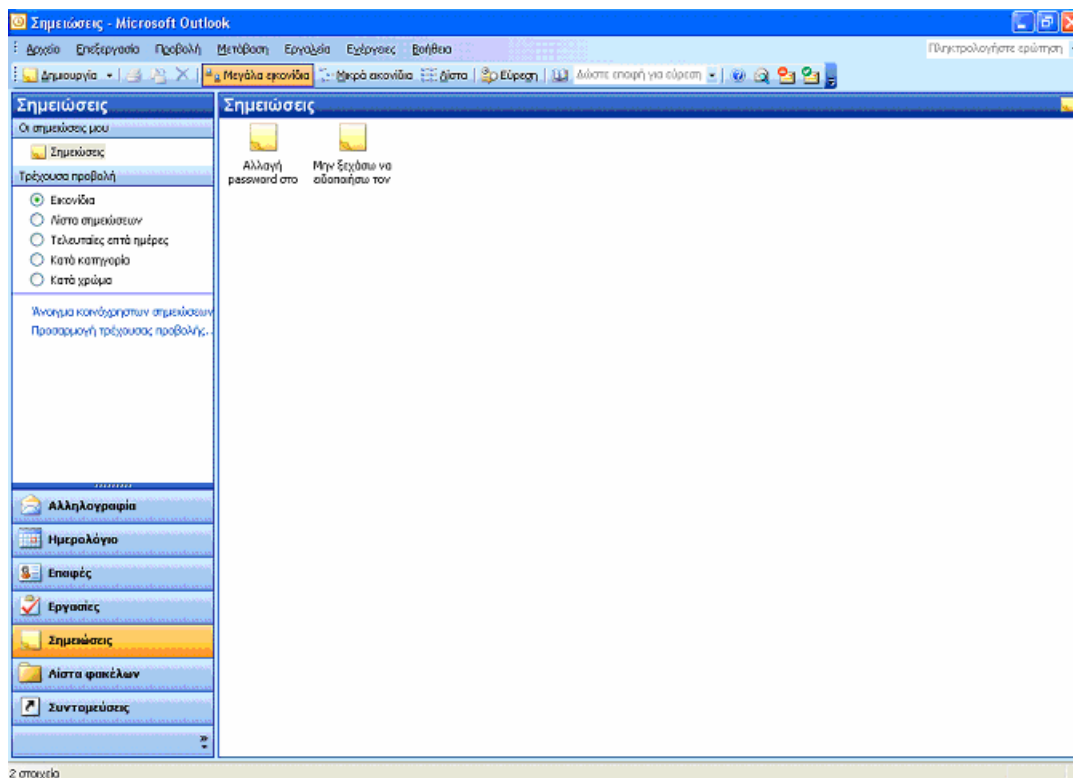 Σημειώσεις - Microsoft Outlook
Αρχείο Επεξεργασία Προβολή Μετάβαση Εργαλεία Ενέργειες Βοήθεια Πληκτρολογήστε ερώτηση
Δημιουργία Μεγάλα εικονίδια Μικρά εικονίδια Λίστα Εύρεση Δώστε επαφή για εύρεση
Σημειώσεις
Οι σημειώσεις μου
Σημειώσεις
Τρέχουσα προβολή
Εικονίδια
Λίστα σημειώσεων
Τελευταίες επτά ημέρες
Κατά κατηγορία
Κατά χρώμα
Άνοιγμα κοινόχρηστων σημειώσεων
Προσαρμογή τρέχουσας προβολής...
Αλληλογραφία
Ημερολόγιο
Επαφές
Εργασίες
Σημειώσεις
Λίστα φακέλων
Συντομεύσεις
Σημειώσεις
Αλλαγή
password στο
Μην ξεχάσω να
ειδοποιήσω τον
2 στοιχεία